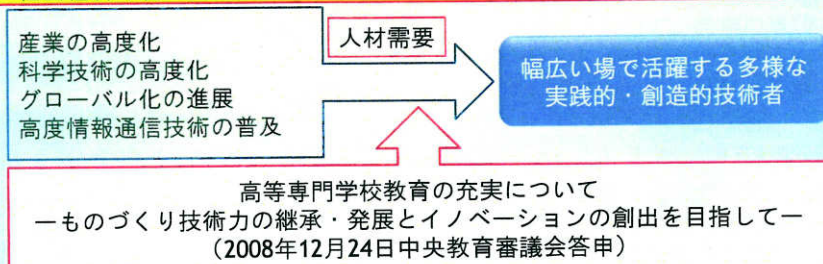 産業の高度化
科学技術の高度化
グローバル化の進展
高度情報通信技術の普及
人材需要
幅広い場で活躍する多様な
実践的・創造的技術者
高等専門学校教育の充実について
―ものづくり技術力の継承・発展とイノベーションの創出を目指して―
（2008年12月24日中央教育審議会答申）